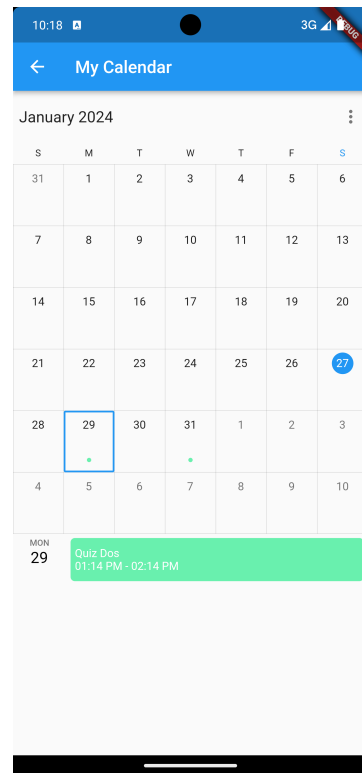 10:18 A 3G
DEBUG
My Calendar
January 2024
S M T W T F S
31 1 2 3 4 5 6
7 8 9 10 11 12 13
14 15 16 17 18 19 20
21 22 23 24 25 26 27
28 29 30 31 1 2 3
4 5 6 7 8 9 10
MON
29
Quiz Dos
01:14 PM - 02:14 PM